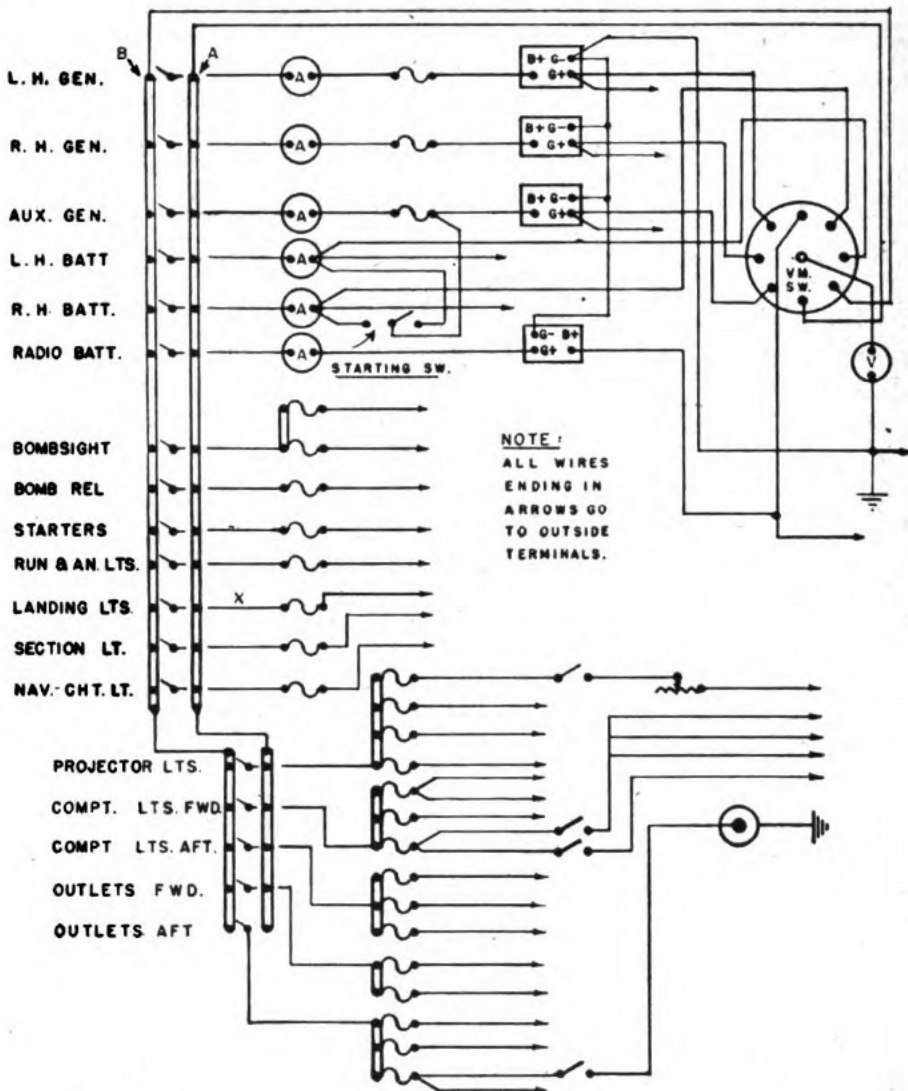 B A
L. H. GEN. A B+ G- G+
R. H. GEN. A B+ G- G+
AUX. GEN. A B+ G- G+
L. H. BATT A
V M. SW.
R. H. BATT. A
RADIO BATT. A G- B+ G+ V
STARTING SW.
BOMBSIGHT
BOMB REL
STARTERS
RUN & AN. LTS.
LANDING LTS. X
SECTION LT.
NAV.-CHT. LT.
NOTE:
ALL WIRES
ENDING IN
ARROWS GO
TO OUTSIDE
TERMINALS.
PROJECTOR LTS.
COMPT. LTS. FWD.
COMPT LTS. AFT.
OUTLETS FWD.
OUTLETS AFT